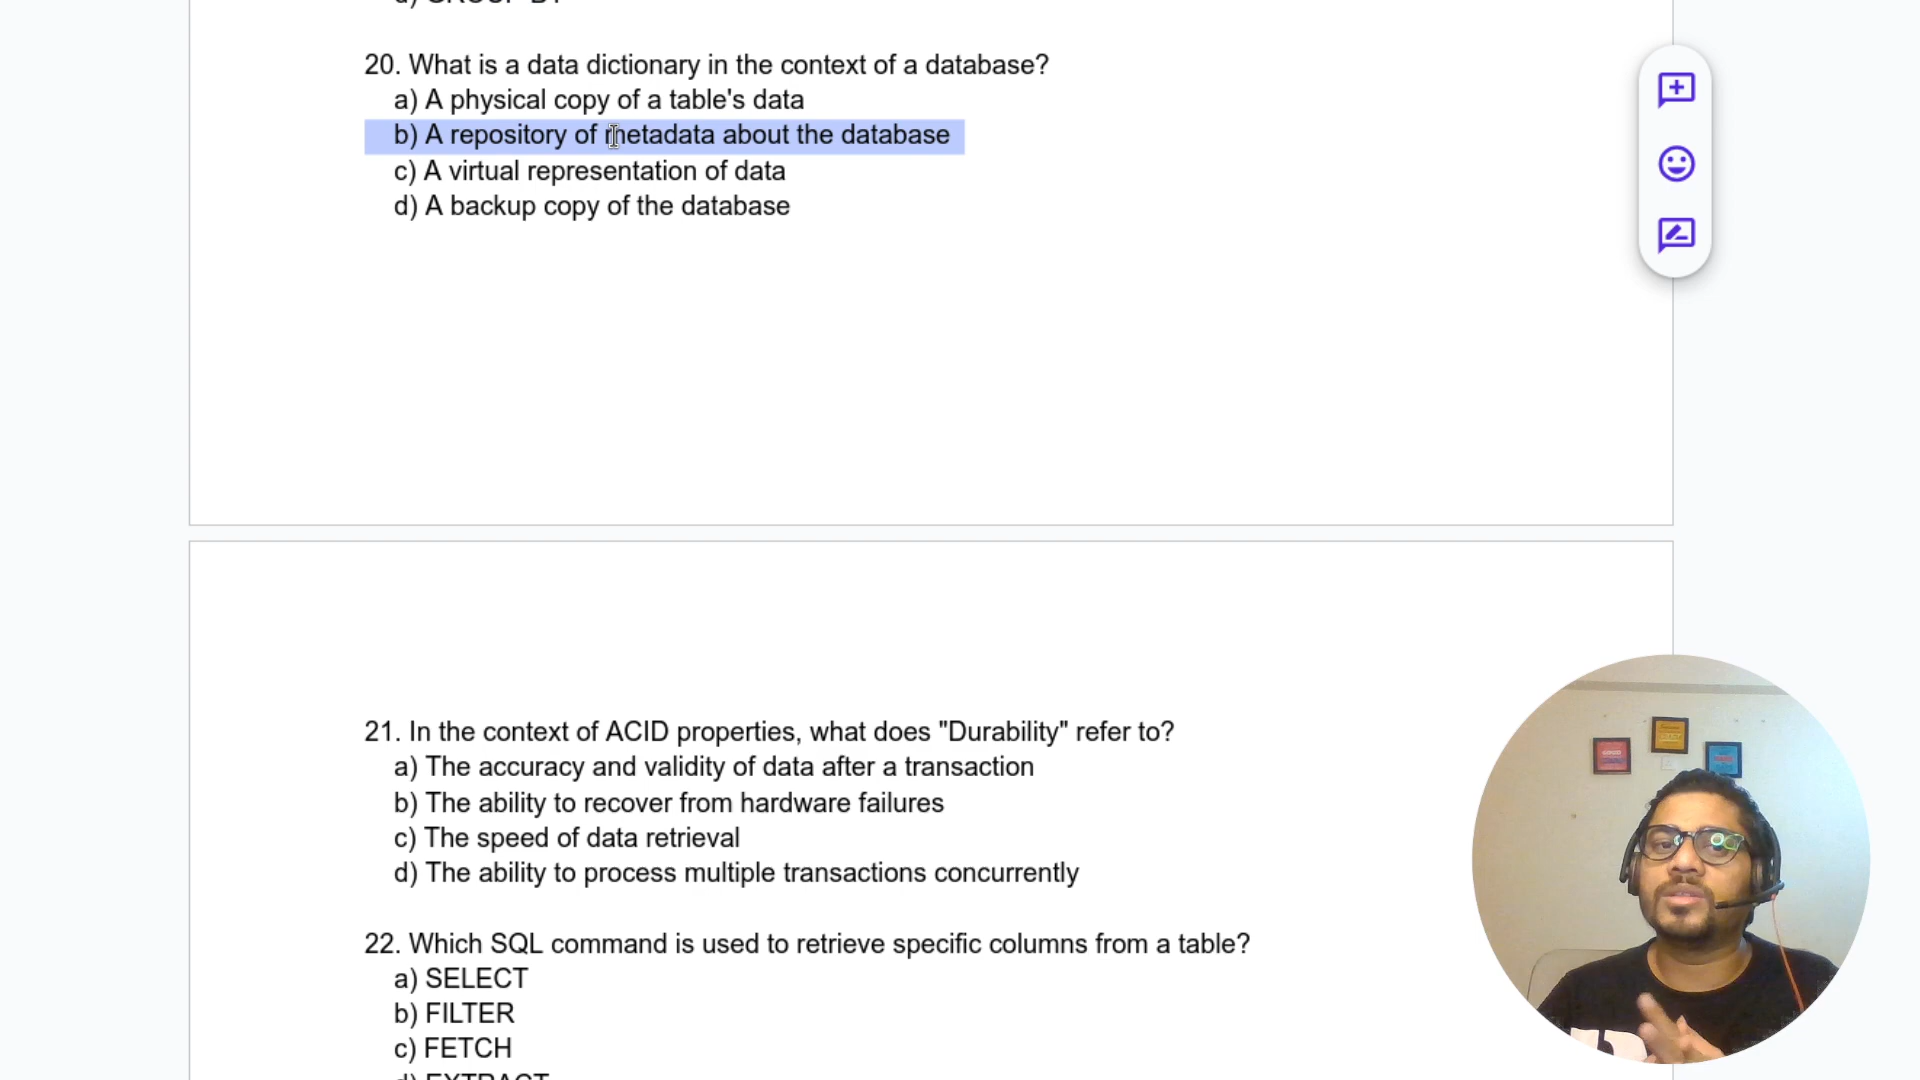 20. What is a data dictionary in the context of a database?
a) A physical copy of a table's data
b) A repository of metadata about the database
c) A virtual representation of data
d) A backup copy of the database
21. In the context of ACID properties, what does "Durability" refer to?
a) The accuracy and validity of data after a transaction
b) The ability to recover from hardware failures
c) The speed of data retrieval
d) The ability to process multiple transactions concurrently
22. Which SQL command is used to retrieve specific columns from a table?
a) SELECT
b) FILTER
c) FETCH
d) EXTRACT